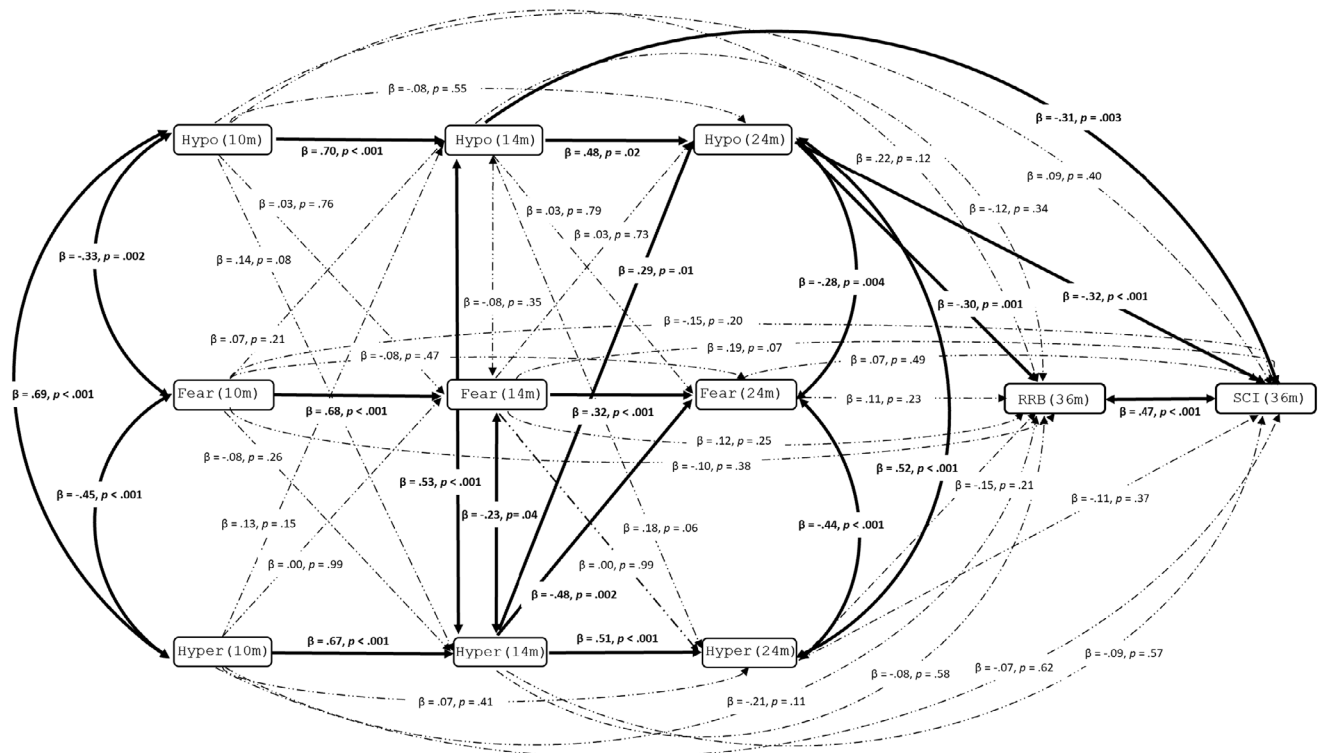 β = -.08, p = .55
β = -.31, p = .003
Hypo(10m)
Hypo(14m)
Hypo(24m)
β = .70, p < .001
β = .48, p = .02
β = .22, p = .12
β = .09, p = .40
β = .03, p = .76
β = .03, p = .79
β = -.12, p = .34
β = .03, p = .73
β = -.33, p = .002
β = .14, p = .08
β = .29, p = .01
β = -.28, p = .004
β = -.08, p = .35
β = -.30, p = .001
β = -.32, p < .001
β = -.15, p = .20
β = .07, p = .21
β = .19, p = .07
β = -.08, p = .47
β = .07, p = .49
β = .69, p < .001
Fear(10m)
Fear(14m)
Fear(24m)
RRB(36m)
SCI(36m)
β = .68, p < .001
β = .32, p < .001
β = .11, p = .23
β = .47, p < .001
β = .12, p = .25
β = -.08, p = .26
β = -.10, p = .38
β = .52, p < .001
β = .53, p < .001
β = -.15, p = .21
β = -.45, p < .001
β = -.11, p = .37
β = -.23, p = .04
β = .13, p = .15
β = .18, p = .06
β = -.44, p < .001
β = .00, p = .99
β = .00, p = .99
β = -.48, p = .002
Hyper(10m)
Hyper(14m)
Hyper(24m)
β = .67, p < .001
β = .51, p < .001
β = -.09, p = .57
β = -.07, p = .62
β = -.08, p = .58
β = .07, p = .41
β = -.21, p = .11